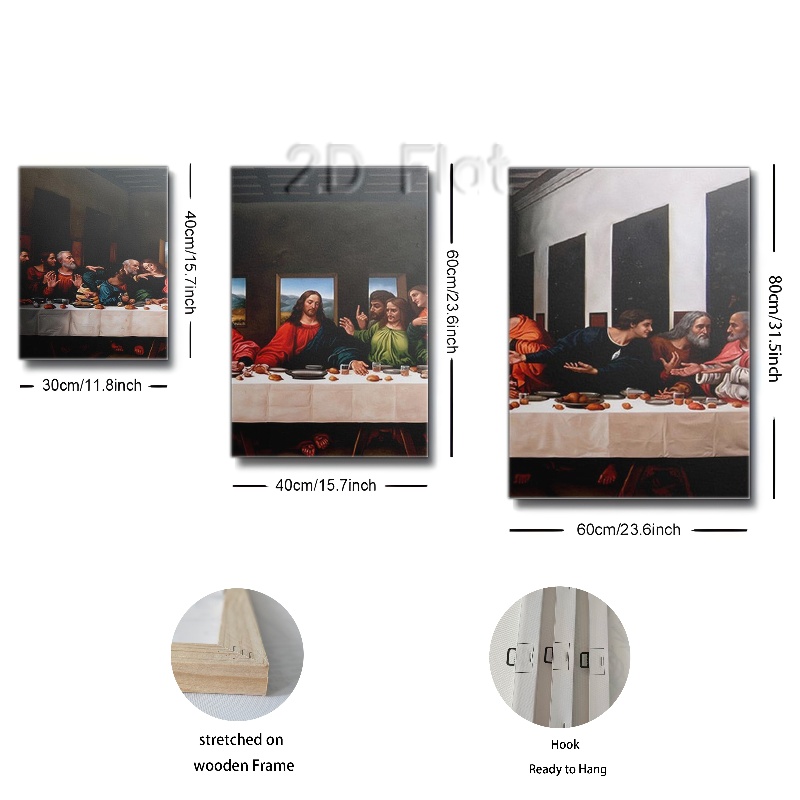 2D Flat
40cm/15.7inch
30cm/11.8inch
60cm/23.6inch
40cm/15.7inch
80cm/31.5inch
60cm/23.6inch
stretched on
wooden Frame
Hook
Ready to Hang